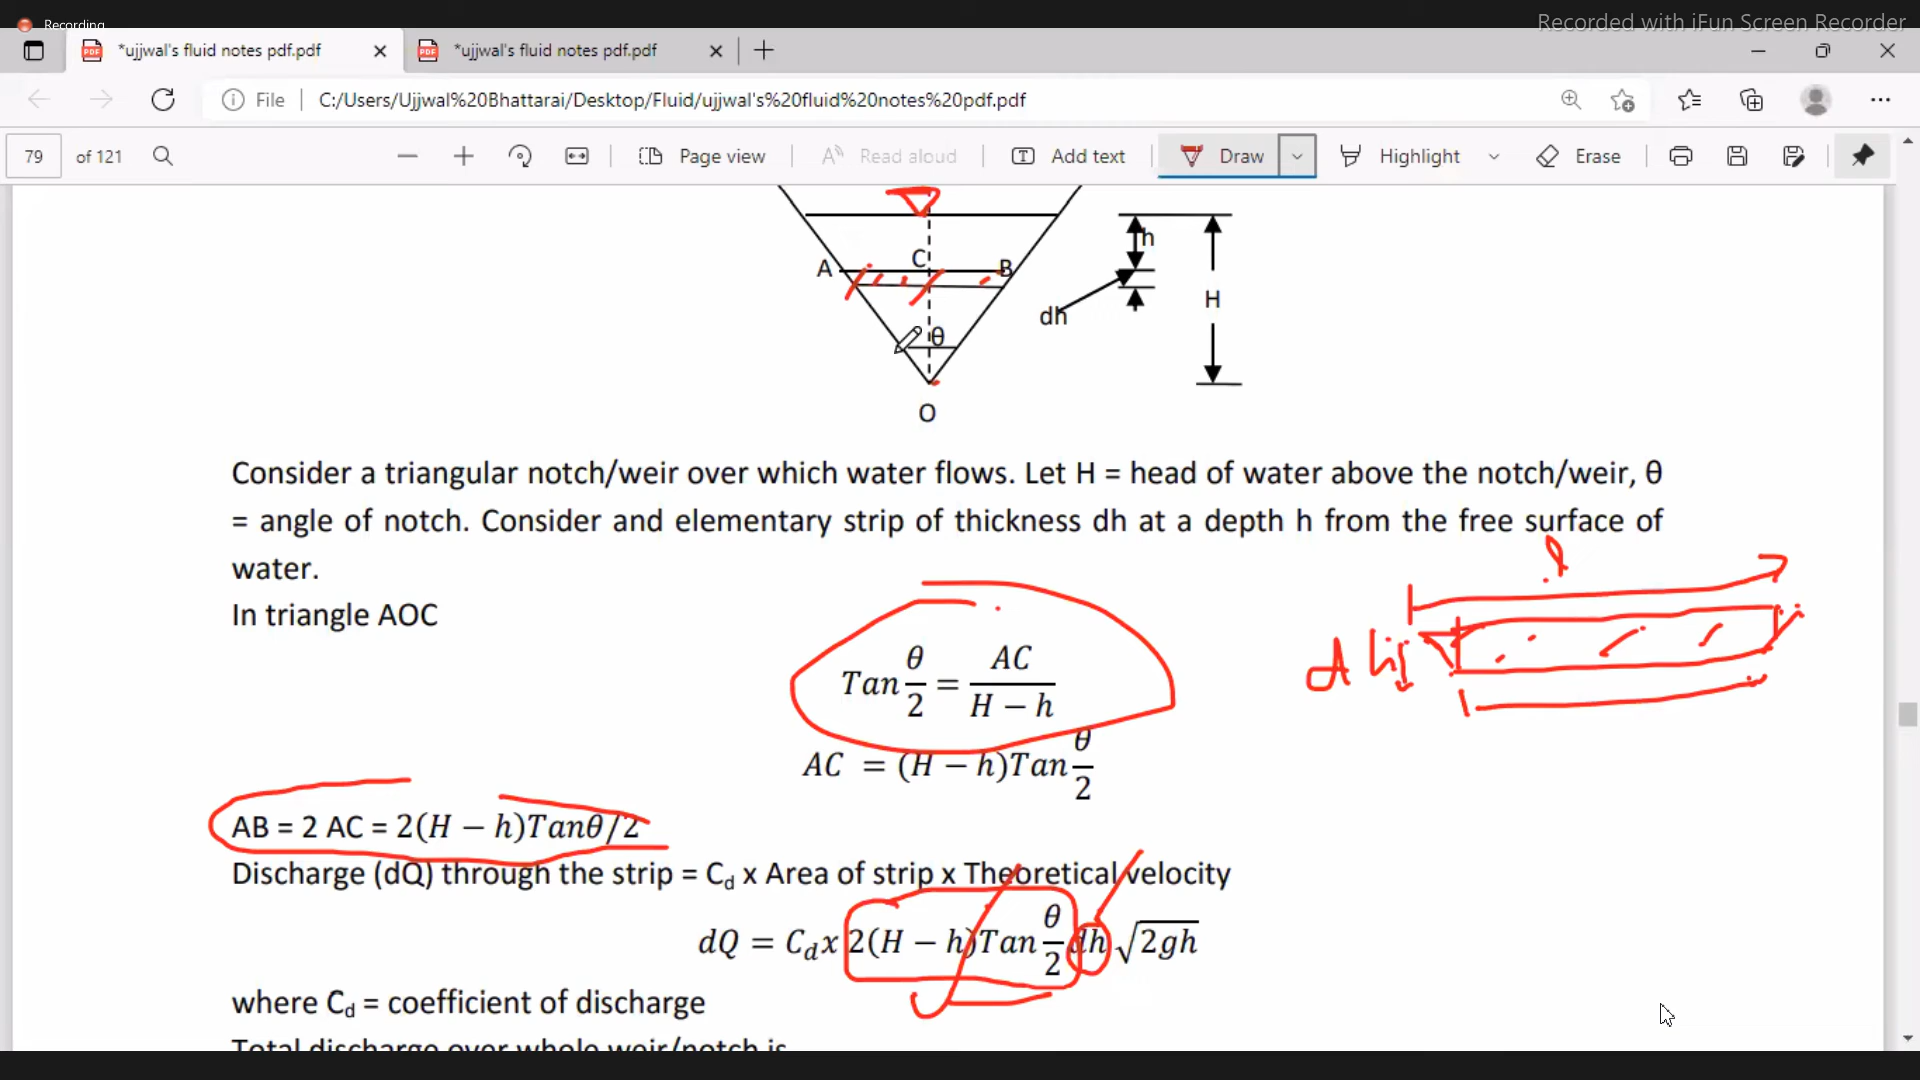 Recording
Recorded with iFun Screen Recorder
*ujjwal's fluid notes pdf.pdf
*ujjwal's fluid notes pdf.pdf
File
C:/Users/Ujjwal%20Bhattarai/Desktop/Fluid/ujjwal's%20fluid%20notes%20pdf.pdf
79 of 121
Page view
Read aloud
Add text
Draw
Highlight
Erase
h
A C B
H
dh
θ
O
Consider a triangular notch/weir over which water flows. Let H = head of water above the notch/weir, θ
= angle of notch. Consider and elementary strip of thickness dh at a depth h from the free surface of
water.
In triangle AOC
Tan θ/2 = AC/(H − h)
dh
AC = (H − h)Tan θ/2
AB = 2 AC = 2(H − h)Tanθ/2
Discharge (dQ) through the strip = Cd x Area of strip x Theoretical velocity
dQ = Cd x 2(H − h)Tan θ/2 dh √2gh
where Cd = coefficient of discharge
Total discharge over whole weir/notch is